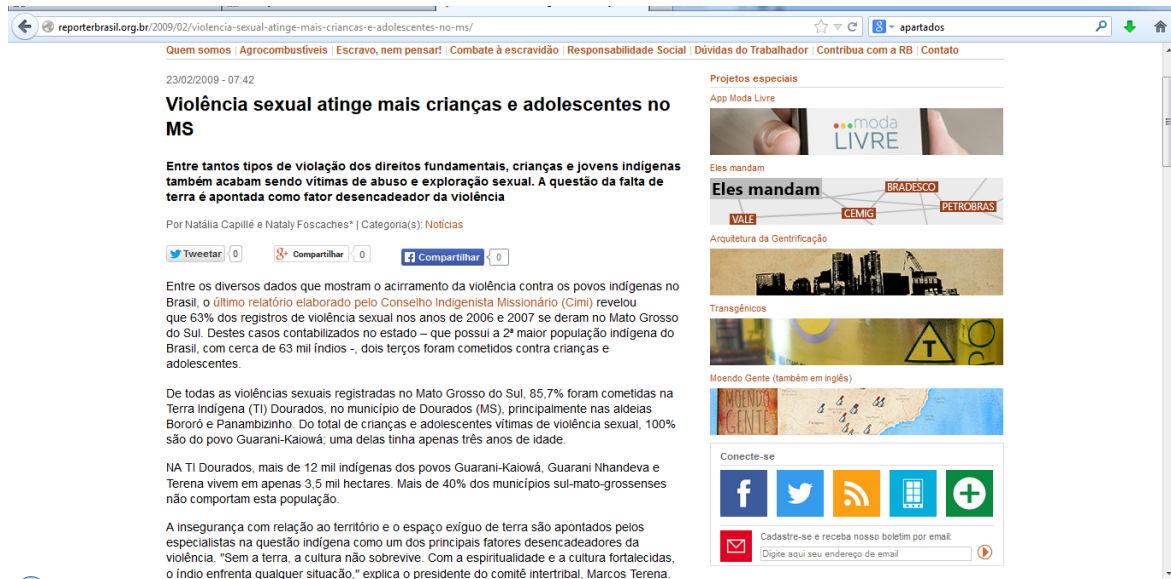 reporterbrasil.org.br/2009/02/violencia-sexual-atinge-mais-criancas-e-adolescentes-no-ms/
apartados
Quem somos | Agrocombustíveis | Escravo, nem pensar! | Combate à escravidão | Responsabilidade Social | Dúvidas do Trabalhador | Contribua com a RB | Contato
23/02/2009 - 07:42
Violência sexual atinge mais crianças e adolescentes no
MS
Entre tantos tipos de violação dos direitos fundamentais, crianças e jovens indígenas
também acabam sendo vítimas de abuso e exploração sexual. A questão da falta de
terra é apontada como fator desencadeador da violência
Por Natália Capillé e Nataly Foscaches* | Categoria(s): Notícias
Tweetar 0
Compartilhar 0
Compartilhar 0
Entre os diversos dados que mostram o acirramento da violência contra os povos indígenas no
Brasil, o último relatório elaborado pelo Conselho Indigenista Missionário (Cimi) revelou
que 63% dos registros de violência sexual nos anos de 2006 e 2007 se deram no Mato Grosso
do Sul. Destes casos contabilizados no estado – que possui a 2ª maior população indígena do
Brasil, com cerca de 63 mil índios -, dois terços foram cometidos contra crianças e
adolescentes.
De todas as violências sexuais registradas no Mato Grosso do Sul, 85,7% foram cometidas na
Terra Indígena (TI) Dourados, no município de Dourados (MS), principalmente nas aldeias
Bororó e Panambizinho. Do total de crianças e adolescentes vítimas de violência sexual, 100%
são do povo Guarani-Kaiowá; uma delas tinha apenas três anos de idade.
NA TI Dourados, mais de 12 mil indígenas dos povos Guarani-Kaiowá, Guarani Nhandeva e
Terena vivem em apenas 3,5 mil hectares. Mais de 40% dos municípios sul-mato-grossenses
não comportam esta população.
A insegurança com relação ao território e o espaço exíguo de terra são apontados pelos
especialistas na questão indígena como um dos principais fatores desencadeadores da
violência. "Sem a terra, a cultura não sobrevive. Com a espiritualidade e a cultura fortalecidas,
o índio enfrenta qualquer situação," explica o presidente do comitê intertribal, Marcos Terena.
Projetos especiais
App Moda Livre
moda
LIVRE
Eles mandam
Eles mandam
BRADESCO
VALE
CEMIG
PETROBRAS
Arquitetura da Gentrificação
Transgênicos
T
Moendo Gente (também em inglês)
MOENDO
GENTE
Conecte-se
Cadastre-se e receba nosso boletim por email:
Digite aqui seu endereço de email